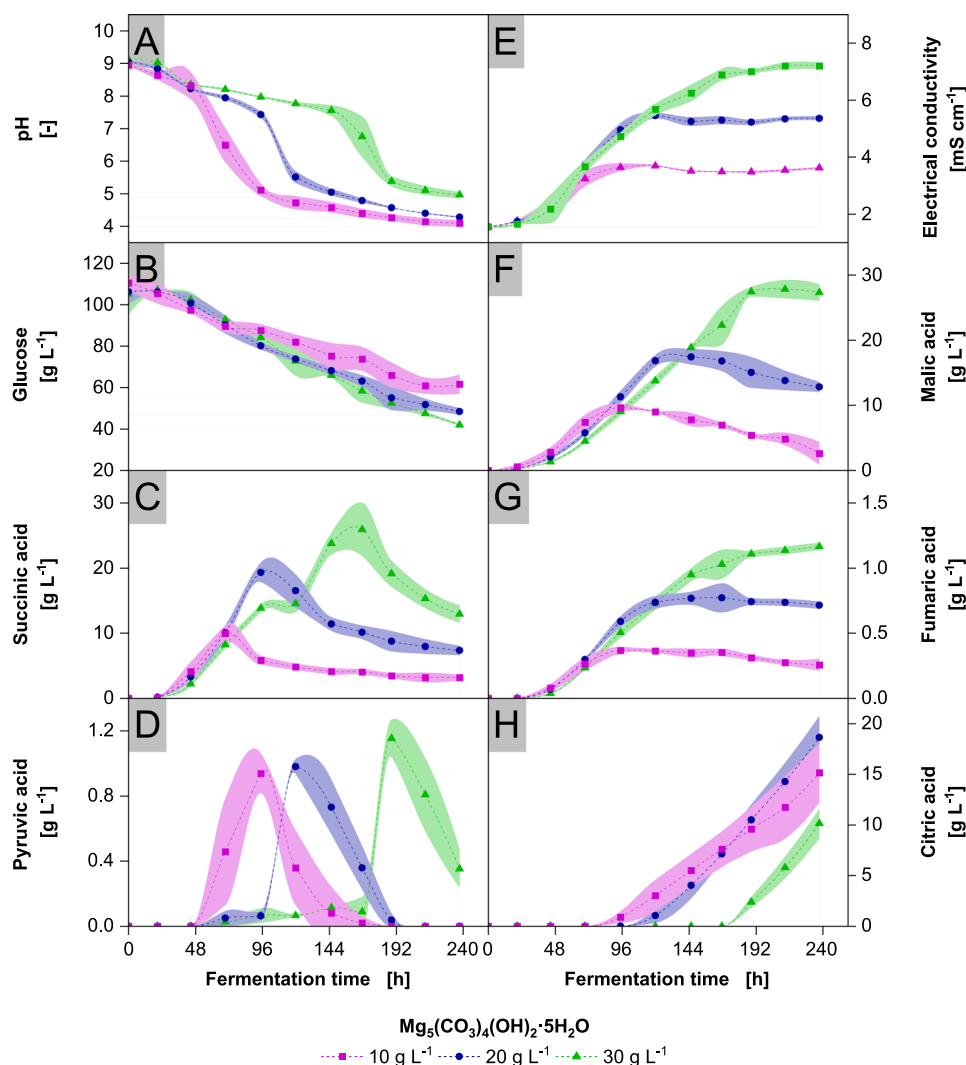 A
pH
[-]
10
9
8
7
6
5
4
E
Electrical conductivity
[mS cm⁻¹]
8
6
4
2
B
Glucose
[g L⁻¹]
120
100
80
60
40
20
F
Malic acid
[g L⁻¹]
30
20
10
0
C
Succinic acid
[g L⁻¹]
30
20
10
0
G
Fumaric acid
[g L⁻¹]
1.5
1.0
0.5
0.0
D
Pyruvic acid
[g L⁻¹]
1.2
0.8
0.4
0.0
H
Citric acid
[g L⁻¹]
20
15
10
5
0
0 48 96 144 192 240
0 48 96 144 192 240
Fermentation time [h]
Fermentation time [h]
Mg₅(CO₃)₄(OH)₂·5H₂O
10 g L⁻¹ 20 g L⁻¹ 30 g L⁻¹